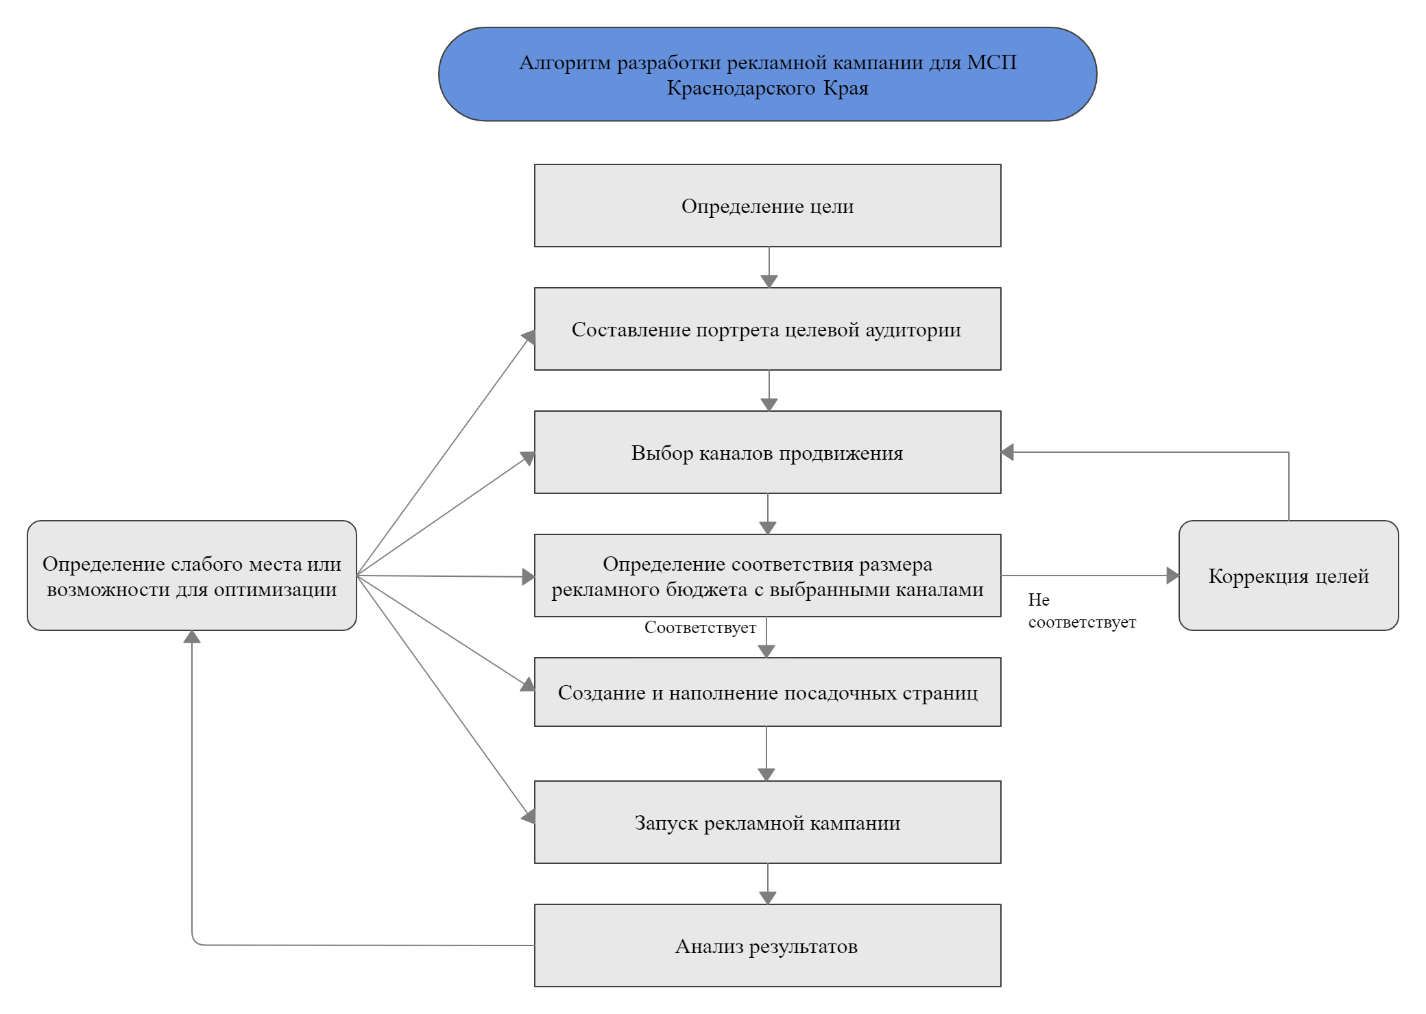 Алгоритм разработки рекламной кампании для МСП
Краснодарского Края
Определение цели
Составление портрета целевой аудитории
Выбор каналов продвижения
Определение слабого места или
возможности для оптимизации
Определение соответствия размера
рекламного бюджета с выбранными каналами
Коррекция целей
Не
соответствует
Соответствует
Создание и наполнение посадочных страниц
Запуск рекламной кампании
Анализ результатов